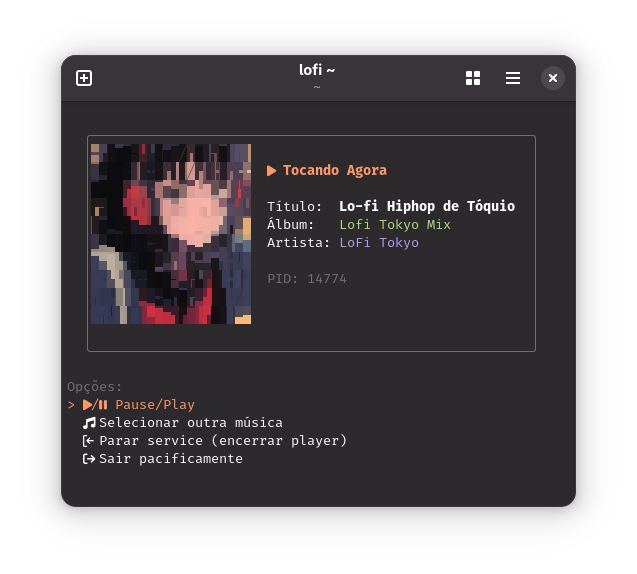 lofi ~
~
Tocando Agora
Título: Lo-fi Hiphop de Tóquio
Álbum: Lofi Tokyo Mix
Artista: LoFi Tokyo
PID: 14774
Opções:
> / Pause/Play
Selecionar outra música
Parar service (encerrar player)
Sair pacificamente